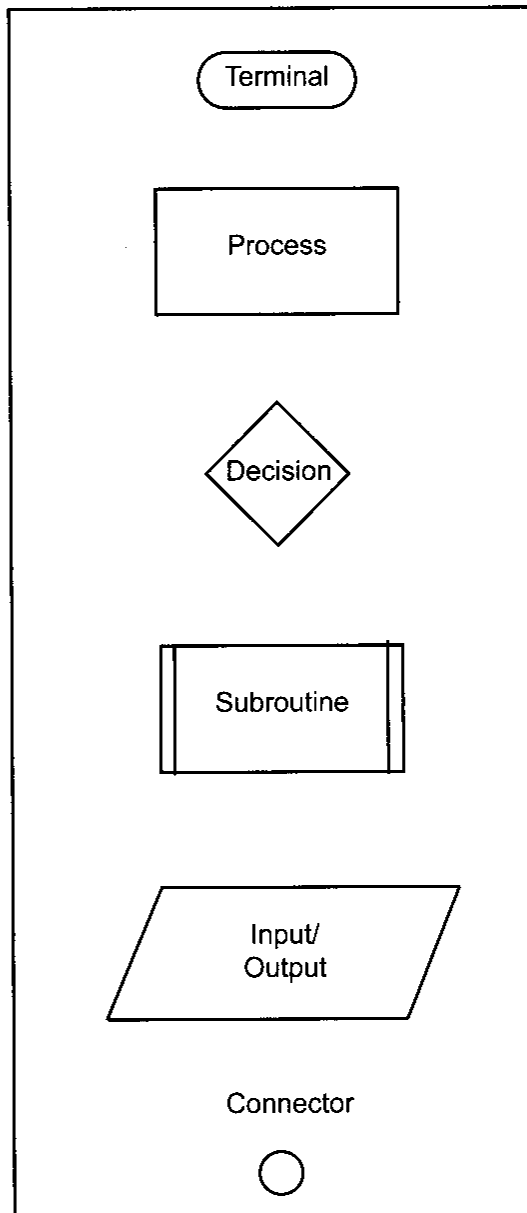 Terminal
Process
Decision
Subroutine
Input/
Output
Connector